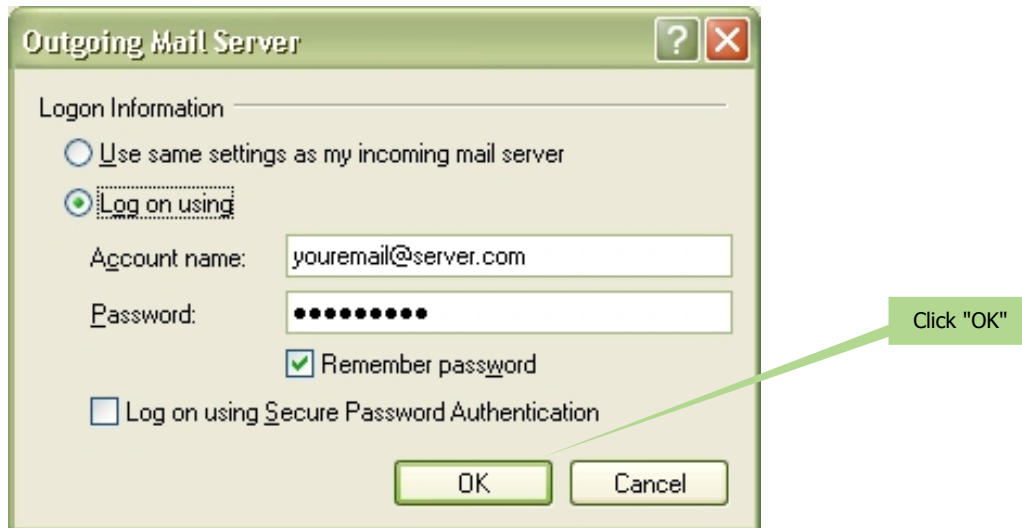 Outgoing Mail Server
Logon Information
Use same settings as my incoming mail server
Log on using
Account name: youremail@server.com
Password: •••••••••
Click "OK"
Remember password
Log on using Secure Password Authentication
OK Cancel